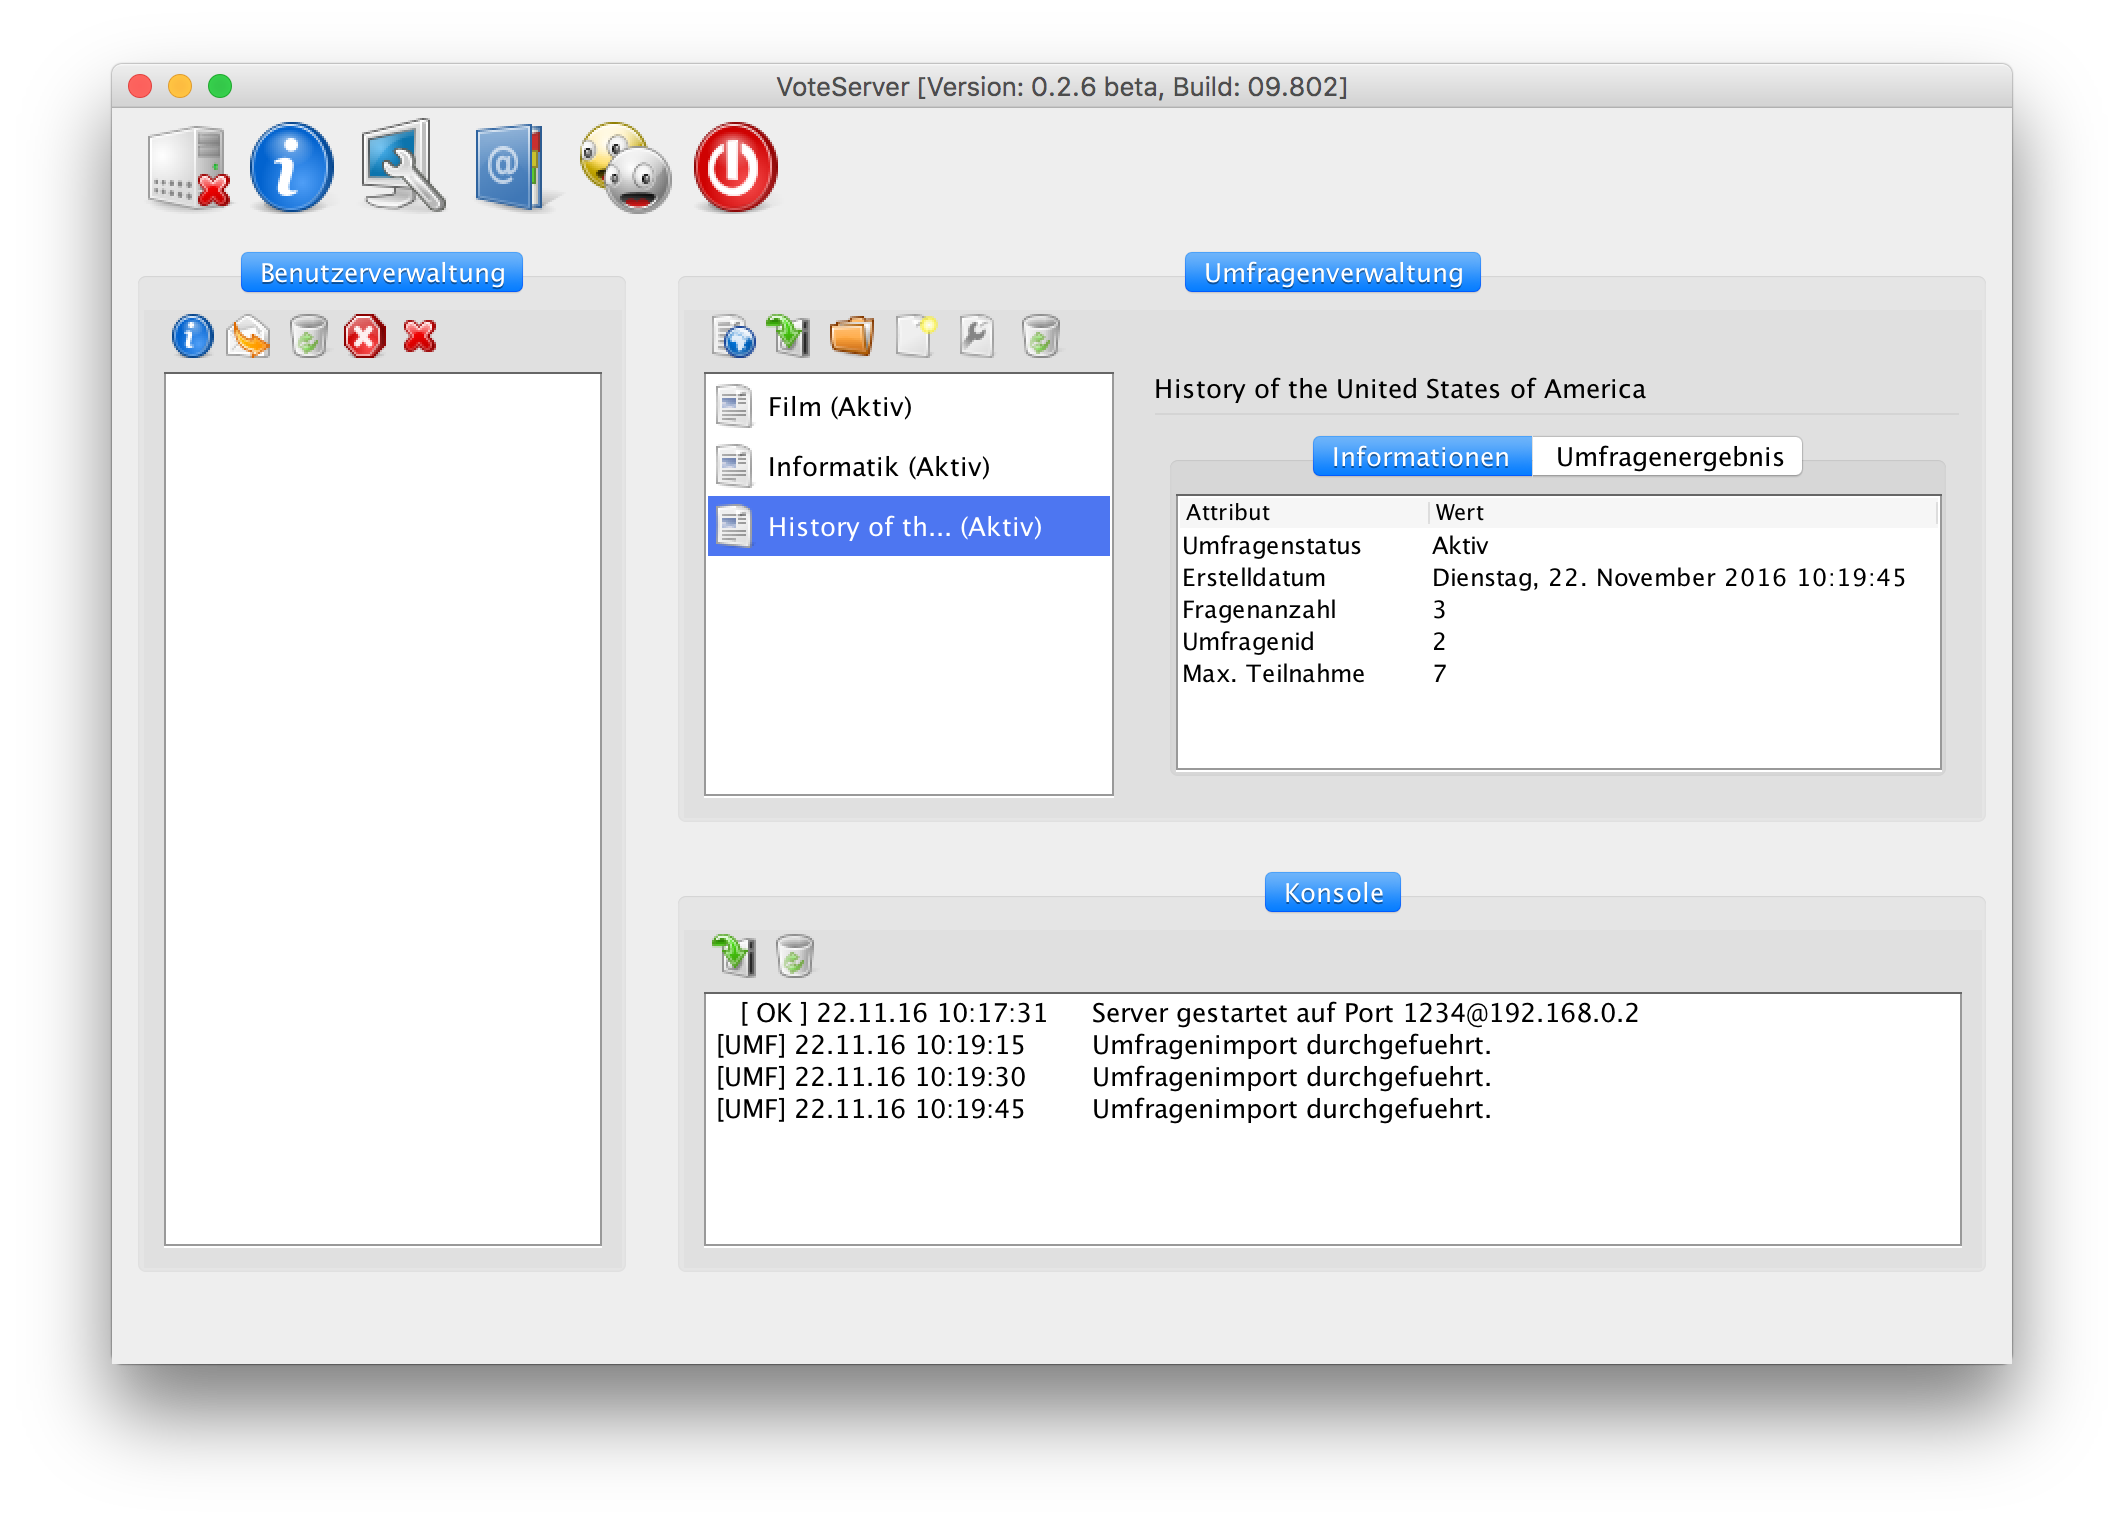 VoteServer [Version: 0.2.6 beta, Build: 09.802]
Benutzerverwaltung
Umfragenverwaltung
Film (Aktiv)
Informatik (Aktiv)
History of th... (Aktiv)
History of the United States of America
Informationen Umfragenergebnis
Attribut Wert
Umfragenstatus Aktiv
Erstelldatum Dienstag, 22. November 2016 10:19:45
Fragenanzahl 3
Umfragenid 2
Max. Teilnahme 7
Konsole
[ OK ] 22.11.16 10:17:31 Server gestartet auf Port 1234@192.168.0.2
[UMF] 22.11.16 10:19:15 Umfragenimport durchgefuehrt.
[UMF] 22.11.16 10:19:30 Umfragenimport durchgefuehrt.
[UMF] 22.11.16 10:19:45 Umfragenimport durchgefuehrt.